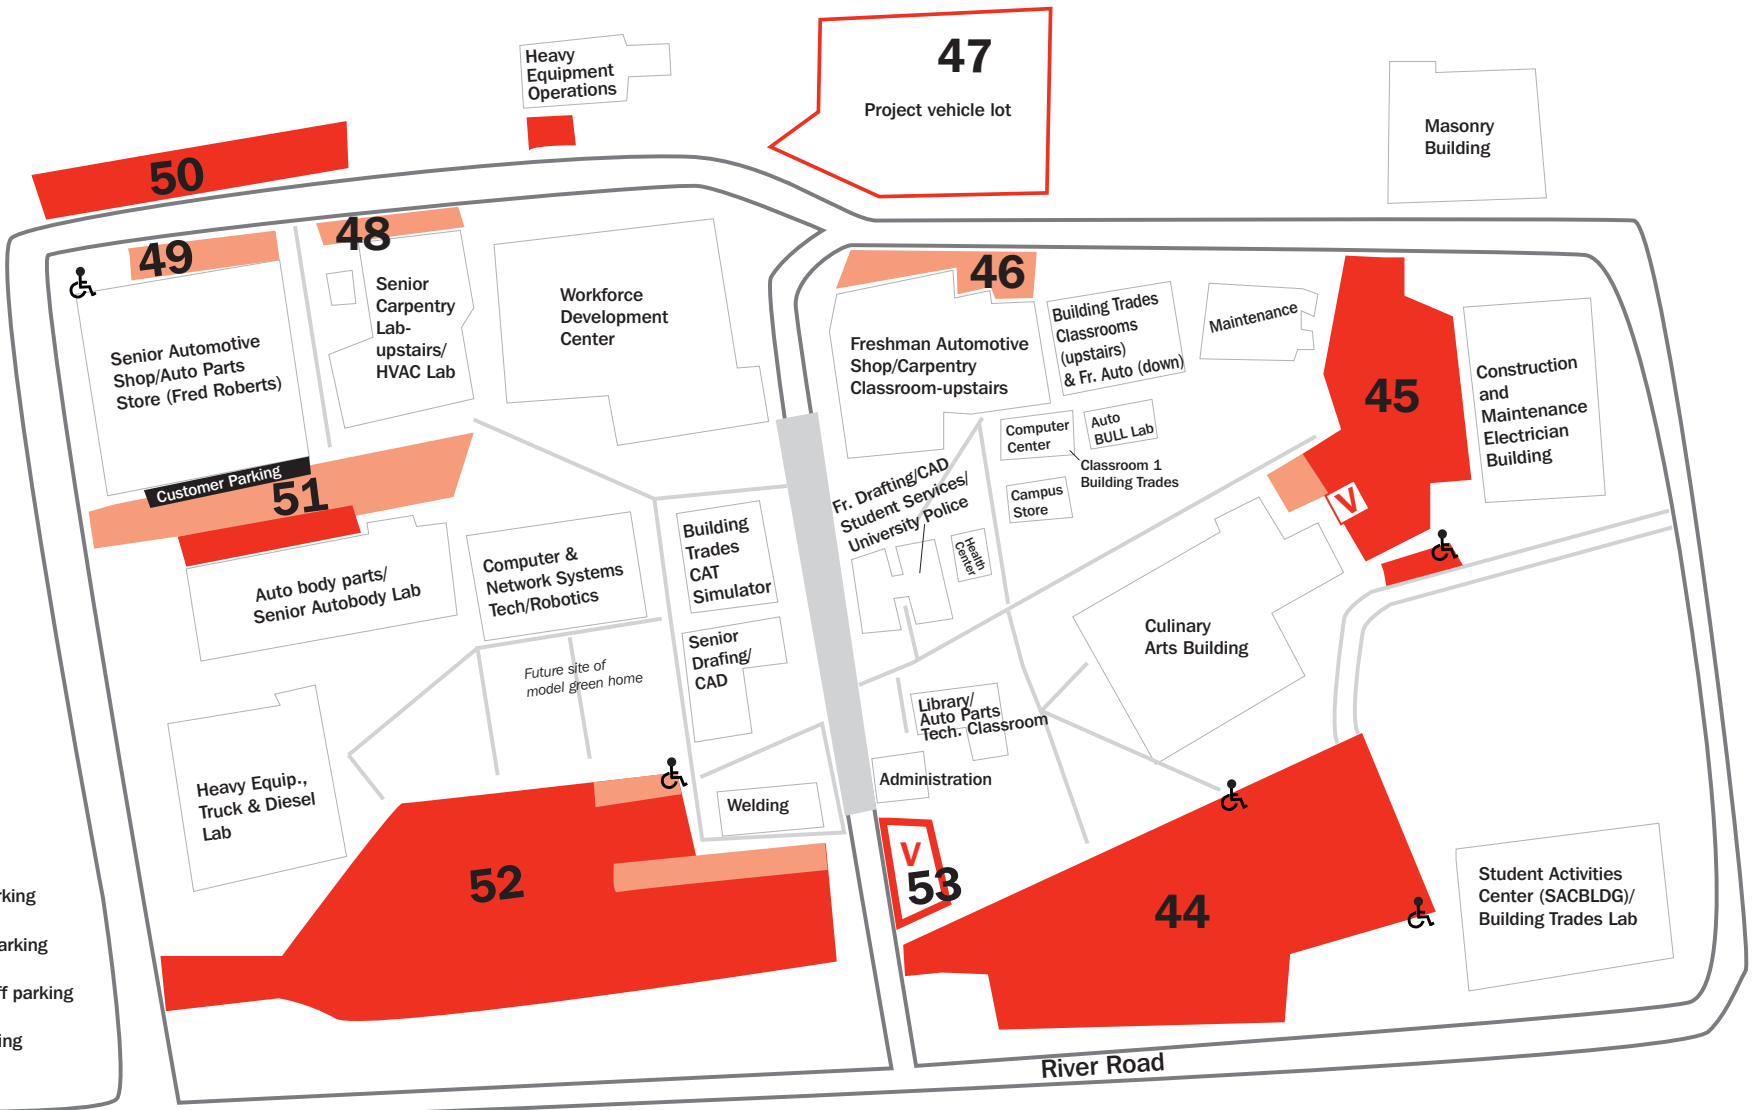 47
Project vehicle lot
Heavy
Equipment
Operations
Masonry
Building
50
48
49
46
Senior
Carpentry
Lab-
upstairs/
HVAC Lab
Workforce
Development
Center
Senior Automotive
Shop/Auto Parts
Store (Fred Roberts)
Freshman Automotive
Shop/Carpentry
Classroom-upstairs
Building Trades
Classrooms
(upstairs)
& Fr. Auto (down)
Maintenance
45
Construction
and
Maintenance
Electrician
Building
Computer
Center
Auto
BULL Lab
Classroom 1
Building Trades
Campus
Store
Customer Parking
51
Fr. Drafting/CAD
Student Services/
University Police
Health
Center
V
Auto body parts/
Senior Autobody Lab
Computer &
Network Systems
Tech/Robotics
Building
Trades
CAT
Simulator
Senior
Drafing/
CAD
Future site of
model green home
Culinary
Arts Building
Library/
Auto Parts
Tech. Classroom
Administration
Heavy Equip.,
Truck & Diesel
Lab
Welding
52
V
53
44
Student Activities
Center (SACBLDG)/
Building Trades Lab
rking
arking
ff parking
ing
River Road